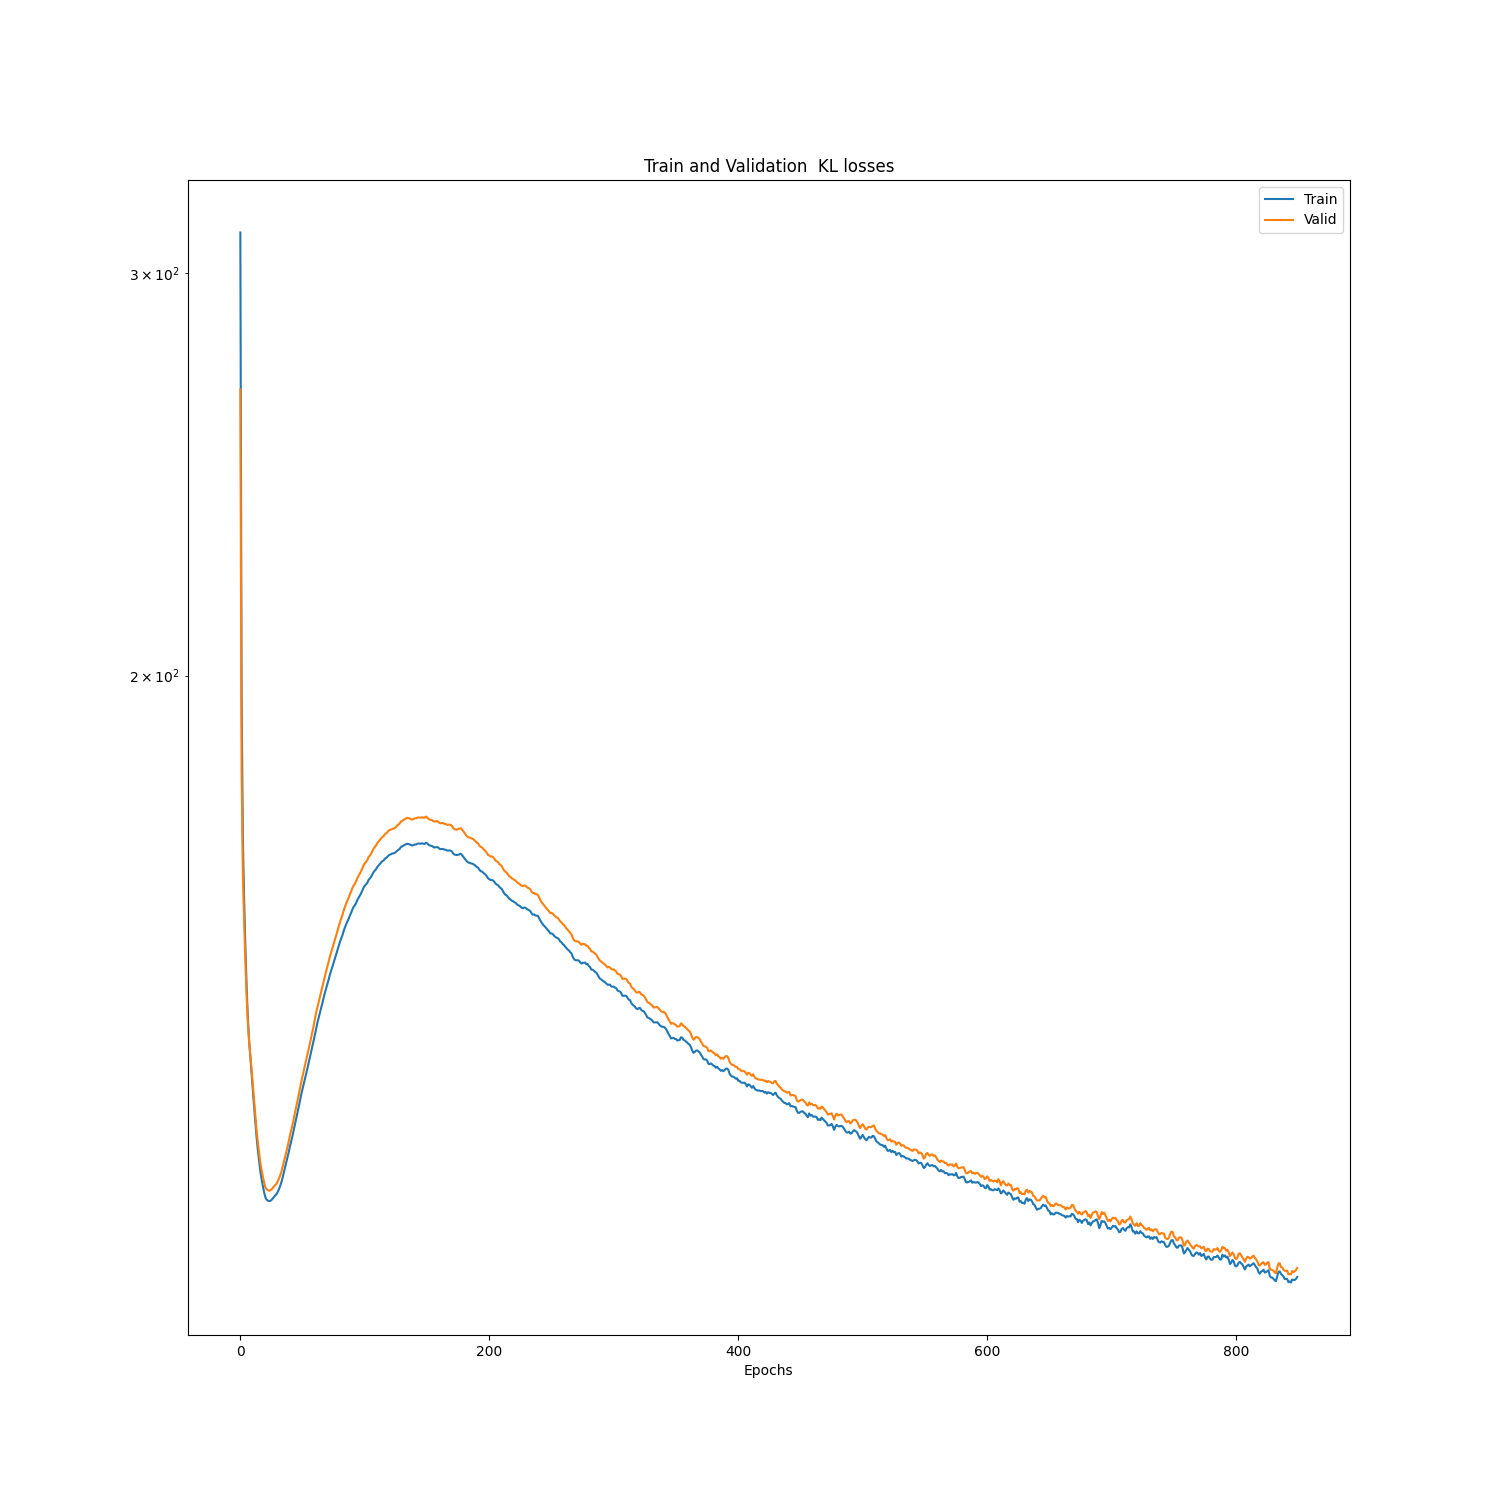 Train and Validation  KL losses
Train
Valid
3 × 10²
2 × 10²
0 200 400 600 800
Epochs